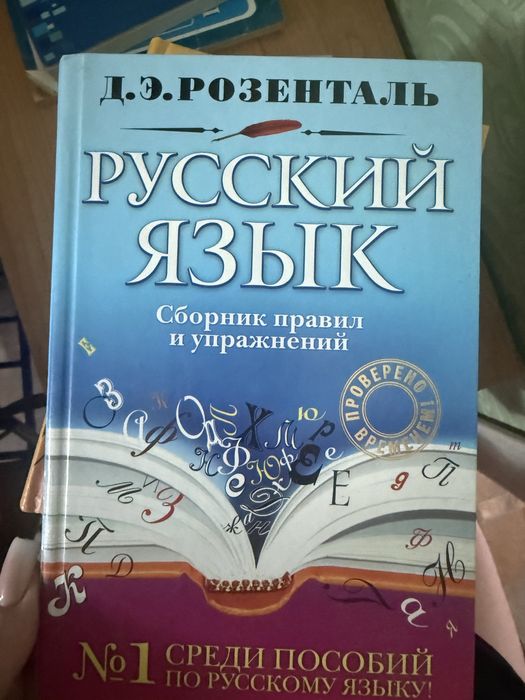 Д.Э.РОЗЕНТАЛЬ
РУССКИЙ
ЯЗЫК
Сборник правил
и упражнений
ПРОВЕРЕНО
ВРЕМЕНЕМ!
№1 СРЕДИ ПОСОБИЙ
ПО РУССКОМУ ЯЗЫКУ!